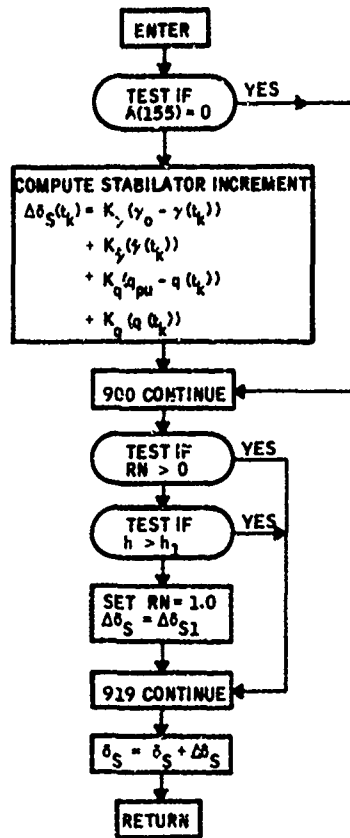 ENTER
TEST IF
A(155) = 0
YES
COMPUTE STABILATOR INCREMENT
Δδ_S(t_k) = K_γ (γ_o - γ(t_k))
+ K_γ̇ (γ̇(t_k))
+ K_q (q_pu - q(t_k))
+ K_q̇ (q̇(t_k))
900 CONTINUE
TEST IF
RN > 0
YES
TEST IF
h > h_1
YES
SET RN = 1.0
Δδ_S = Δδ_S1
919 CONTINUE
δ_S = δ_S + Δδ_S
RETURN